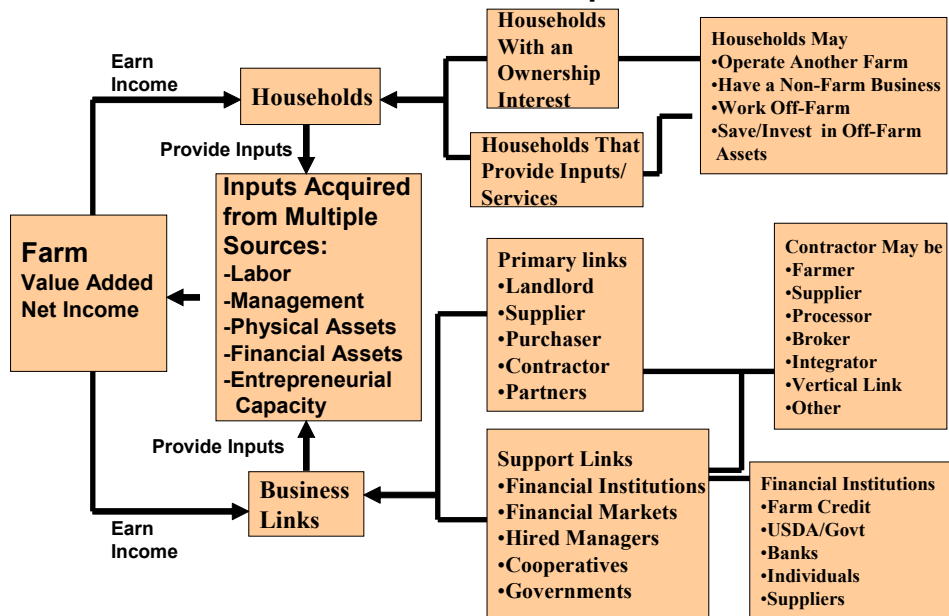 Earn
Income
Households
Provide Inputs
Households
With an
Ownership
Interest
Households That
Provide Inputs/
Services
Households May
•Operate Another Farm
•Have a Non-Farm Business
•Work Off-Farm
•Save/Invest in Off-Farm
Assets
Farm
Value Added
Net Income
Inputs Acquired
from Multiple
Sources:
-Labor
-Management
-Physical Assets
-Financial Assets
-Entrepreneurial
Capacity
Provide Inputs
Business
Links
Earn
Income
Primary links
•Landlord
•Supplier
•Purchaser
•Contractor
•Partners
Contractor May be
•Farmer
•Supplier
•Processor
•Broker
•Integrator
•Vertical Link
•Other
Support Links
•Financial Institutions
•Financial Markets
•Hired Managers
•Cooperatives
•Governments
Financial Institutions
•Farm Credit
•USDA/Govt
•Banks
•Individuals
•Suppliers